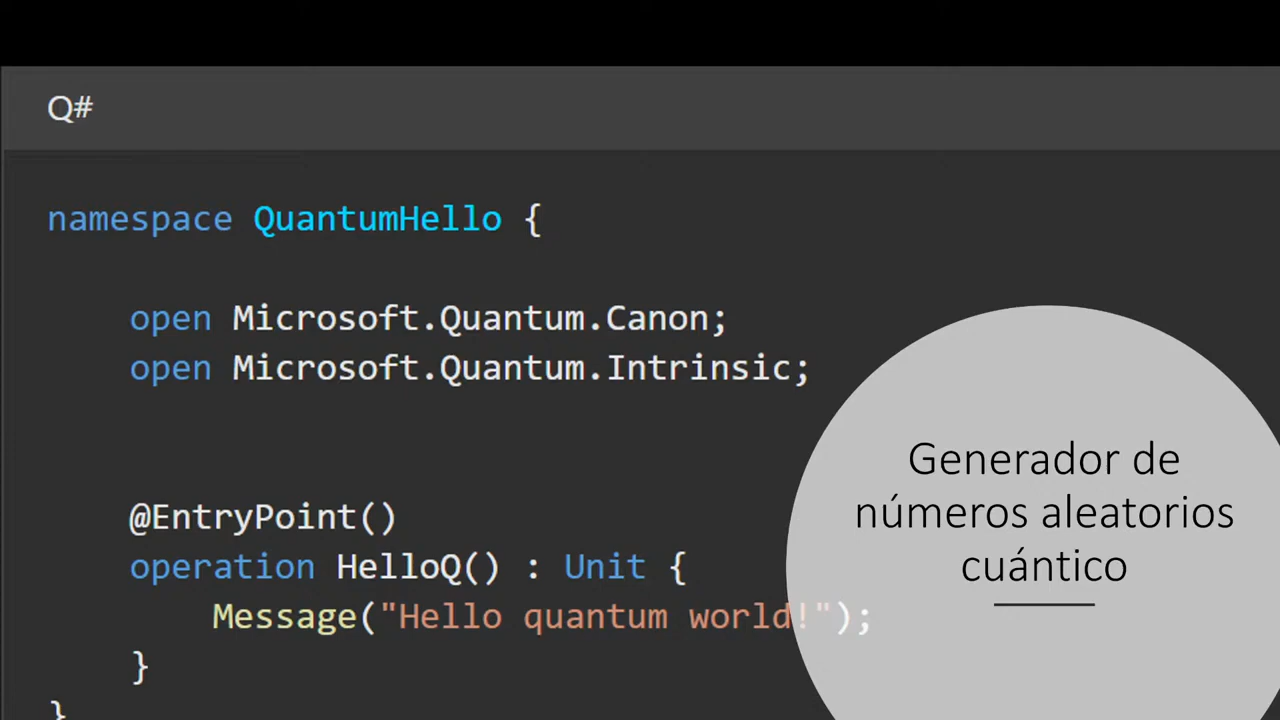 Q#
namespace QuantumHello {
open Microsoft.Quantum.Canon;
open Microsoft.Quantum.Intrinsic;
@EntryPoint()
operation HelloQ() : Unit {
Message("Hello quantum world!");
}
}
Generador de
números aleatorios
cuántico